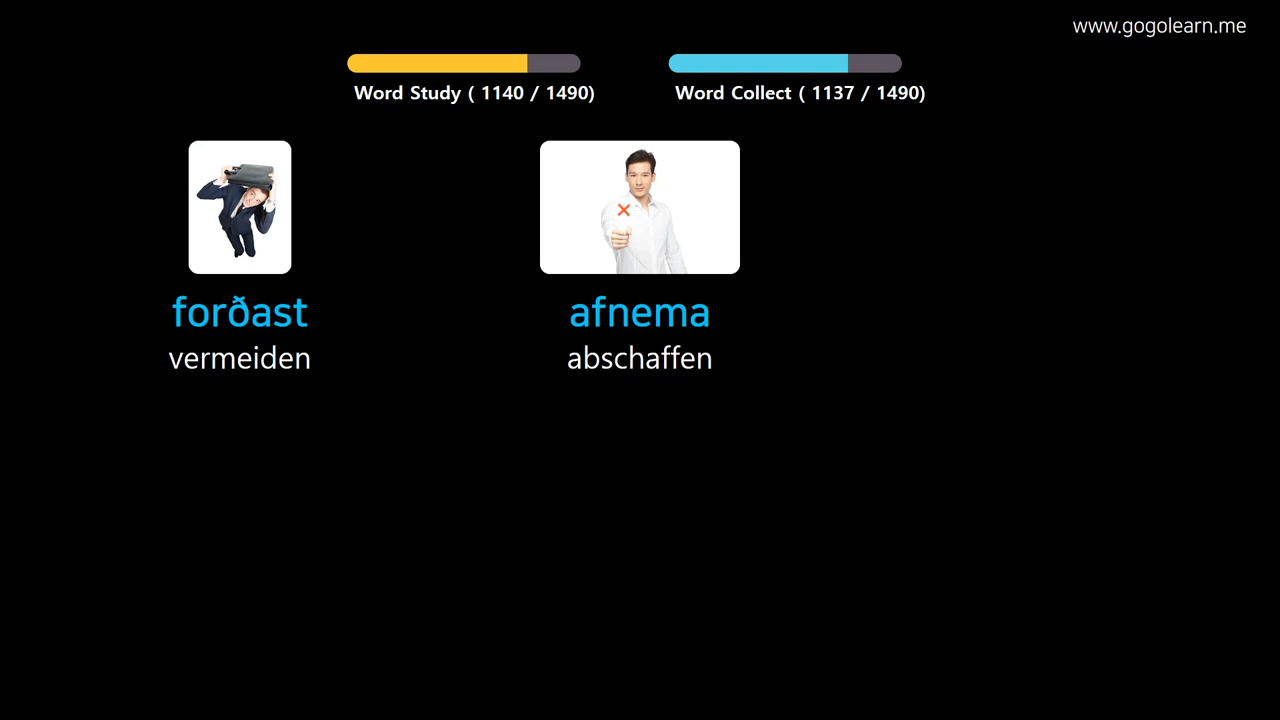 www.gogolearn.me
Word Study ( 1140 / 1490)
Word Collect ( 1137 / 1490)
forðast
vermeiden
afnema
abschaffen